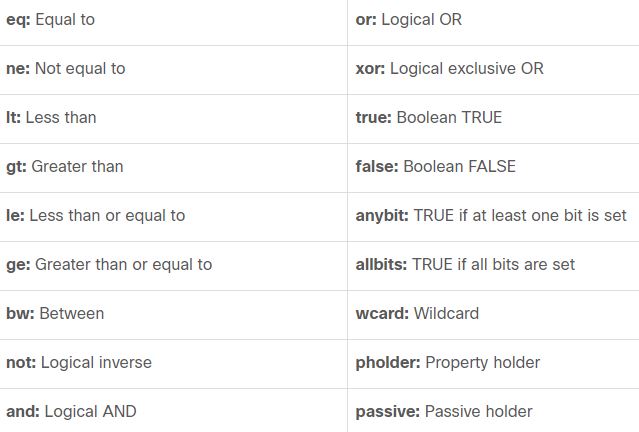 eq: Equal to
or: Logical OR
ne: Not equal to
xor: Logical exclusive OR
lt: Less than
true: Boolean TRUE
gt: Greater than
false: Boolean FALSE
le: Less than or equal to
anybit: TRUE if at least one bit is set
ge: Greater than or equal to
allbits: TRUE if all bits are set
bw: Between
wcard: Wildcard
not: Logical inverse
pholder: Property holder
and: Logical AND
passive: Passive holder